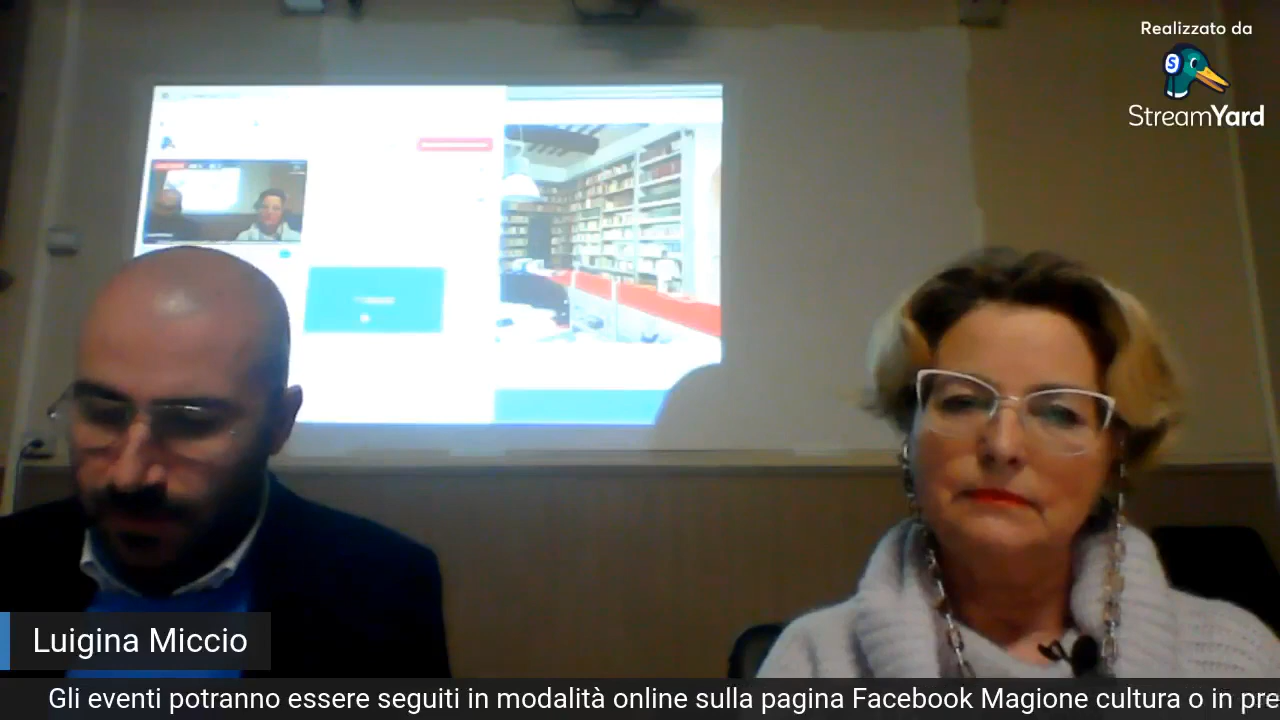 Realizzato da
StreamYard
Luigina Miccio
Gli eventi potranno essere seguiti in modalità online sulla pagina Facebook Magione cultura o in pre